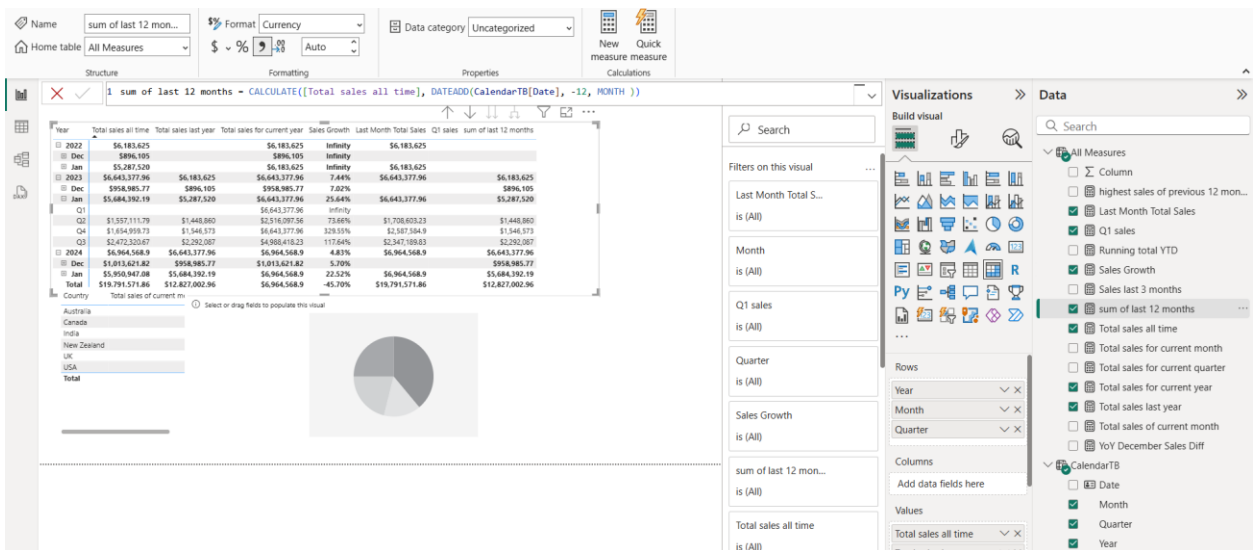 Name sum of last 12 mon...
Home table All Measures
Structure
$% Format Currency
$ % 9 .00 Auto
Formatting
Data category Uncategorized
Properties
New measure
Quick measure
Calculations
1 sum of last 12 months = CALCULATE([Total sales all time], DATEADD(CalendarTB[Date], -12, MONTH ))
Year Total sales all time Total sales last year Total sales for current year Sales Growth Last Month Total Sales Q1 sales sum of last 12 months
2022 $6,183,625 $6,183,625 Infinity $6,183,625
Dec $896,105 $896,105 Infinity
Jan $5,287,520 $6,183,625 Infinity $6,183,625
2023 $6,643,377.96 $6,183,625 $6,643,377.96 7.44% $6,643,377.96 $6,183,625
Dec $958,985.77 $896,105 $958,985.77 7.02% $896,105
Jan $5,684,392.19 $5,287,520 $6,643,377.96 25.64% $6,643,377.96 $5,287,520
Q1 $6,643,377.96 Infinity
Q2 $1,557,111.79 $1,448,860 $2,516,097.56 73.66% $1,708,603.23 $1,448,860
Q4 $1,654,959.73 $1,546,573 $6,643,377.96 329.55% $2,587,584.9 $1,546,573
Q3 $2,472,320.67 $2,292,087 $4,988,418.23 117.64% $2,347,189.83 $2,292,087
2024 $6,964,568.9 $6,643,377.96 $6,964,568.9 4.83% $6,964,568.9 $6,643,377.96
Dec $1,013,621.82 $958,985.77 $1,013,621.82 5.70% $958,985.77
Jan $5,950,947.08 $5,684,392.19 $6,964,568.9 22.52% $6,964,568.9 $5,684,392.19
Total $19,791,571.86 $12,827,002.96 $6,964,568.9 -45.70% $19,791,571.86 $12,827,002.96
Country Total sales of current
Select or drag fields to populate this visual
Australia
Canada
India
New Zealand
UK
USA
Total
Search
Filters on this visual
Last Month Total S...
is (All)
Month
is (All)
Q1 sales
is (All)
Quarter
is (All)
Sales Growth
is (All)
sum of last 12 mon...
is (All)
Total sales all time
is (All)
Visualizations
Build visual
123
R
Py
...
Rows
Year
Month
Quarter
Columns
Add data fields here
Values
Total sales all time
Data
Search
All Measures
Column
highest sales of previous 12 mon...
Last Month Total Sales
Q1 sales
Running total YTD
Sales Growth
Sales last 3 months
sum of last 12 months
Total sales all time
Total sales for current month
Total sales for current quarter
Total sales for current year
Total sales last year
Total sales of current month
YoY December Sales Diff
CalendarTB
Date
Month
Quarter
Year